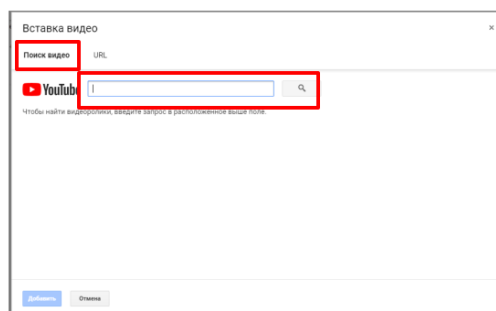 Вставка видео
×
Поиск видео URL
YouTube
Чтобы найти видеоролики, введите запрос в расположенное выше поле.
Добавить Отмена